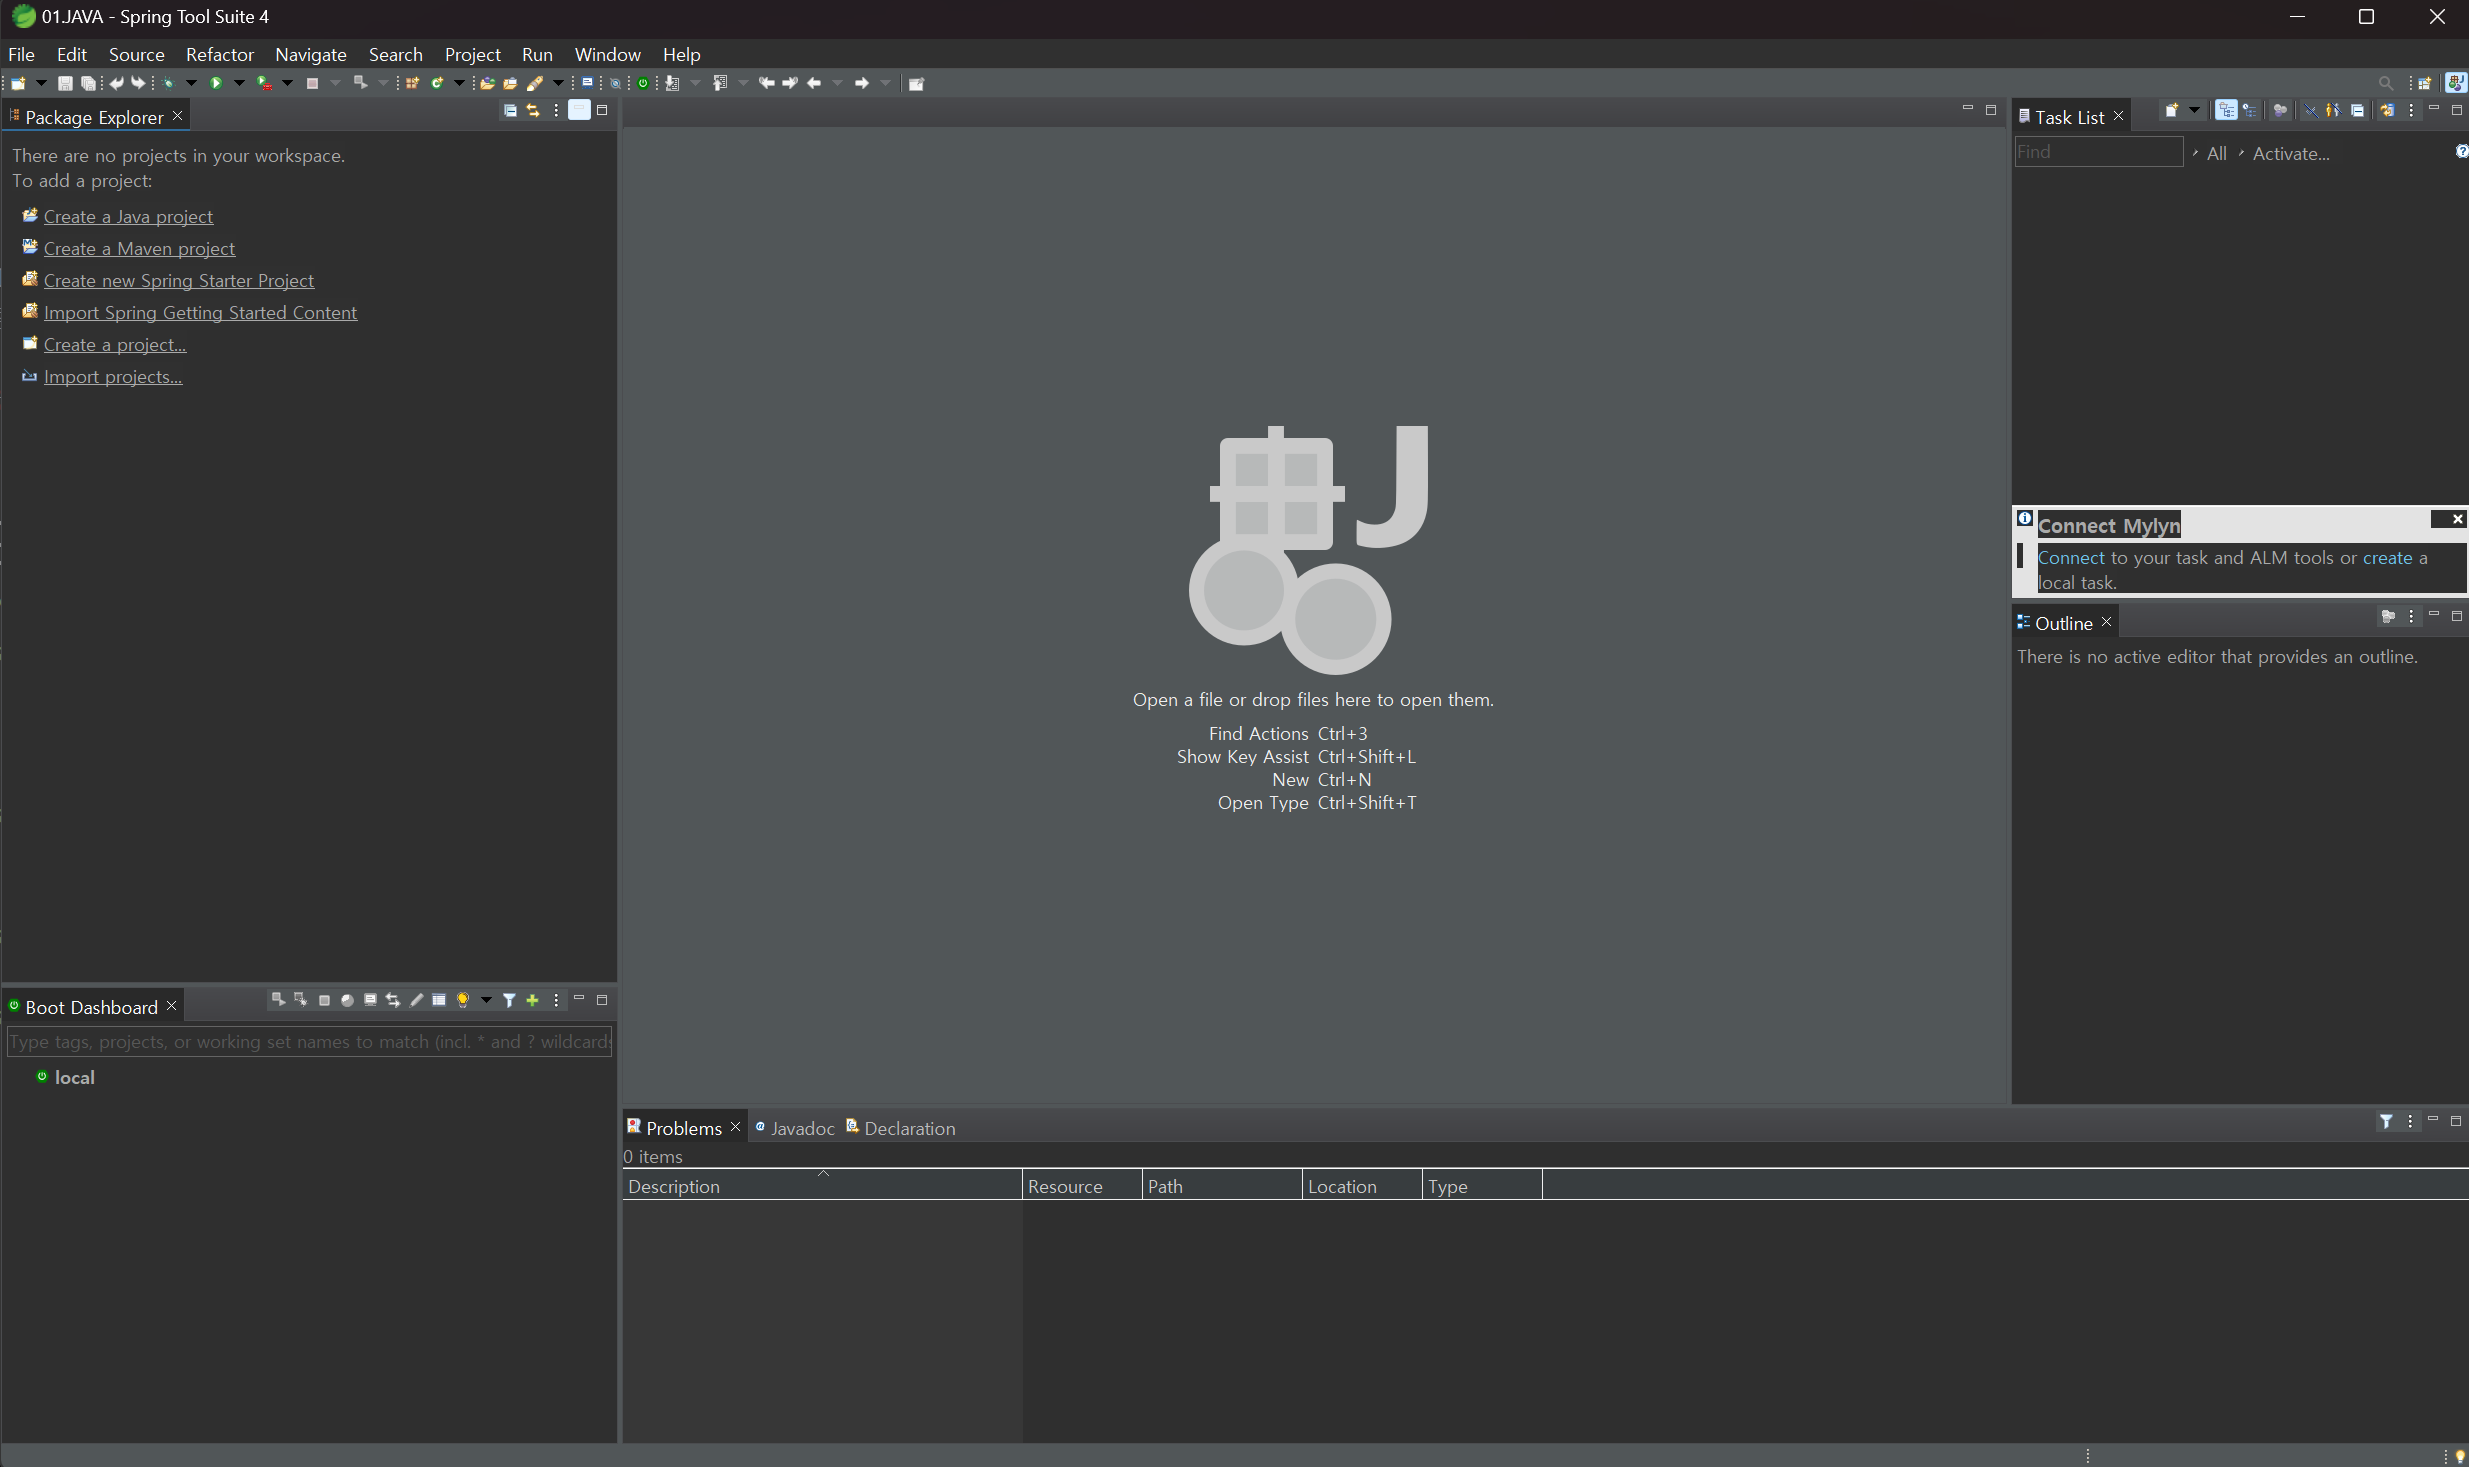 01.JAVA - Spring Tool Suite 4
File Edit Source Refactor Navigate Search Project Run Window Help
Package Explorer
There are no projects in your workspace.
To add a project:
Create a Java project
Create a Maven project
Create new Spring Starter Project
Import Spring Getting Started Content
Create a project...
Import projects...
Boot Dashboard
Type tags, projects, or working set names to match (incl. * and ? wildcards
local
J
Open a file or drop files here to open them.
Find Actions Ctrl+3
Show Key Assist Ctrl+Shift+L
New Ctrl+N
Open Type Ctrl+Shift+T
Task List
Find All Activate...
Connect Mylyn
Connect to your task and ALM tools or create a
local task.
Outline
There is no active editor that provides an outline.
Problems Javadoc Declaration
0 items
Description Resource Path Location Type